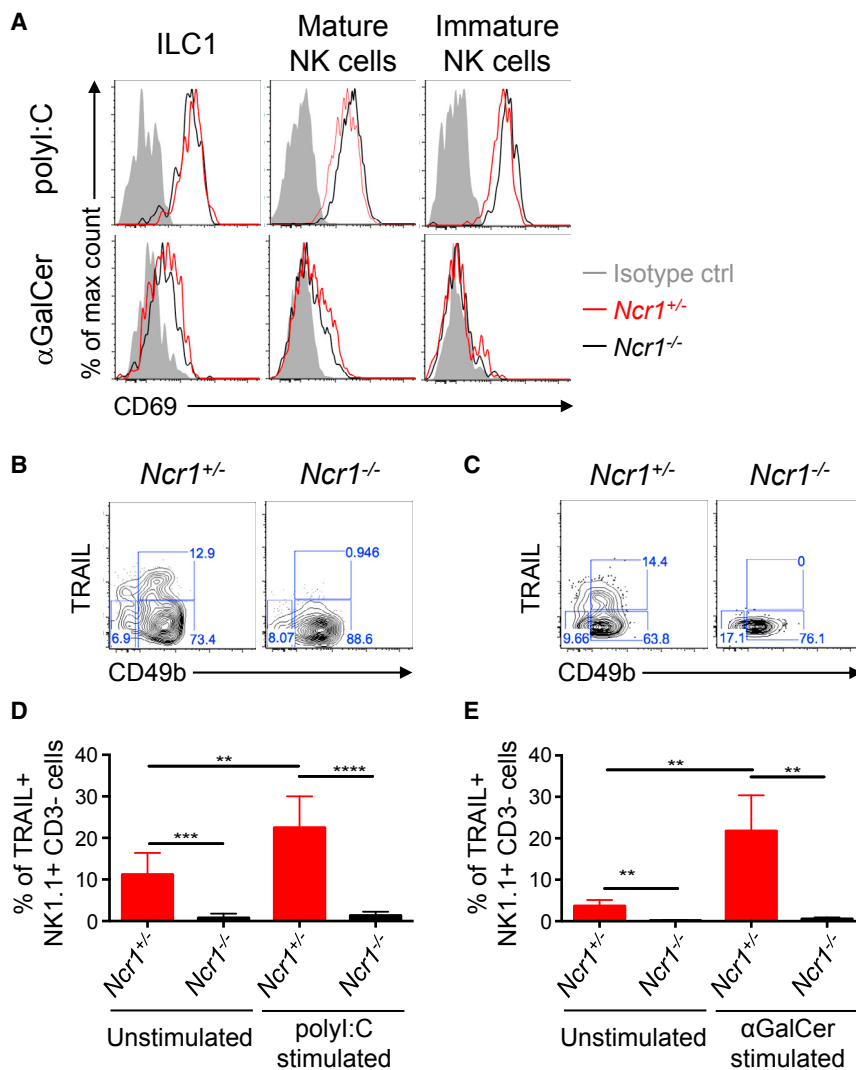 A
ILC1
Mature
NK cells
Immature
NK cells
polyI:C
αGalCer
% of max count
CD69
Isotype ctrl
Ncr1+/-
Ncr1-/-
B
Ncr1+/-
Ncr1-/-
TRAIL
12.9
6.9
73.4
0.946
8.07
88.6
CD49b
C
Ncr1+/-
Ncr1-/-
TRAIL
14.4
9.66
63.8
0
17.1
76.1
CD49b
D
% of TRAIL+
NK1.1+ CD3- cells
40
30
20
10
0
**
****
***
Ncr1+/-
Ncr1-/-
Ncr1+/-
Ncr1-/-
Unstimulated
polyI:C
stimulated
E
% of TRAIL+
NK1.1+ CD3- cells
40
30
20
10
0
**
**
**
Ncr1+/-
Ncr1-/-
Ncr1+/-
Ncr1-/-
Unstimulated
αGalCer
stimulated